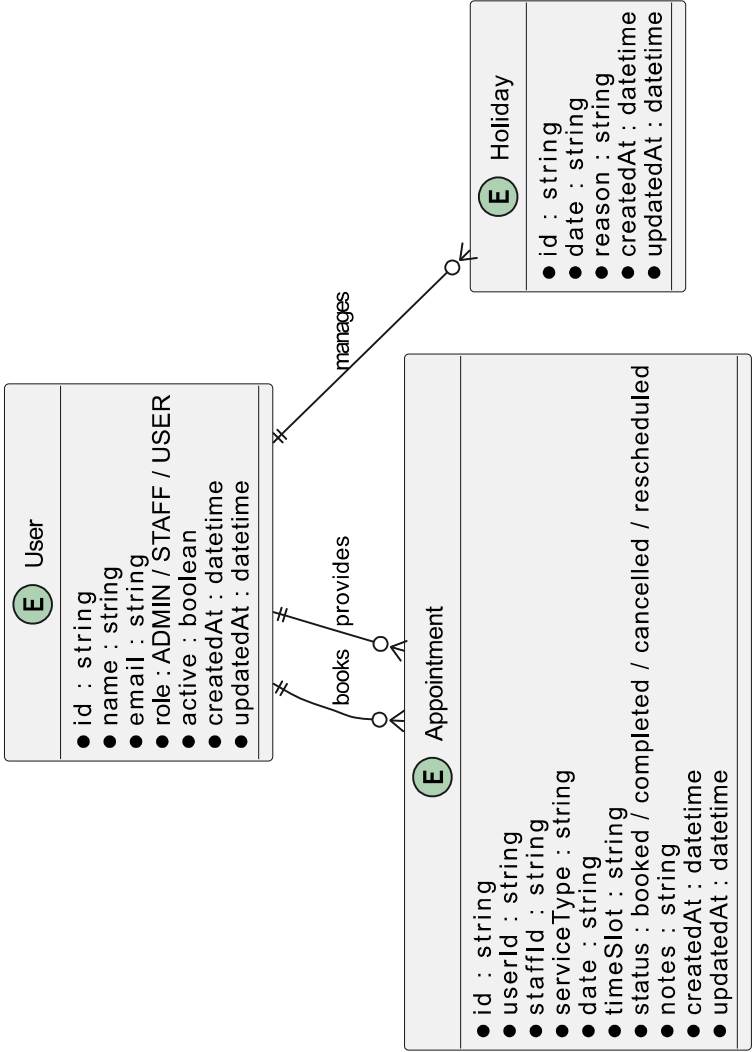 E User
id : string
name : string
email : string
role : ADMIN / STAFF / USER
active : boolean
createdAt : datetime
updatedAt : datetime
books
provides
manages
E Appointment
id : string
userId : string
staffId : string
serviceType : string
date : string
timeSlot : string
status : booked / completed / cancelled / rescheduled
notes : string
createdAt : datetime
updatedAt : datetime
E Holiday
id : string
date : string
reason : string
createdAt : datetime
updatedAt : datetime